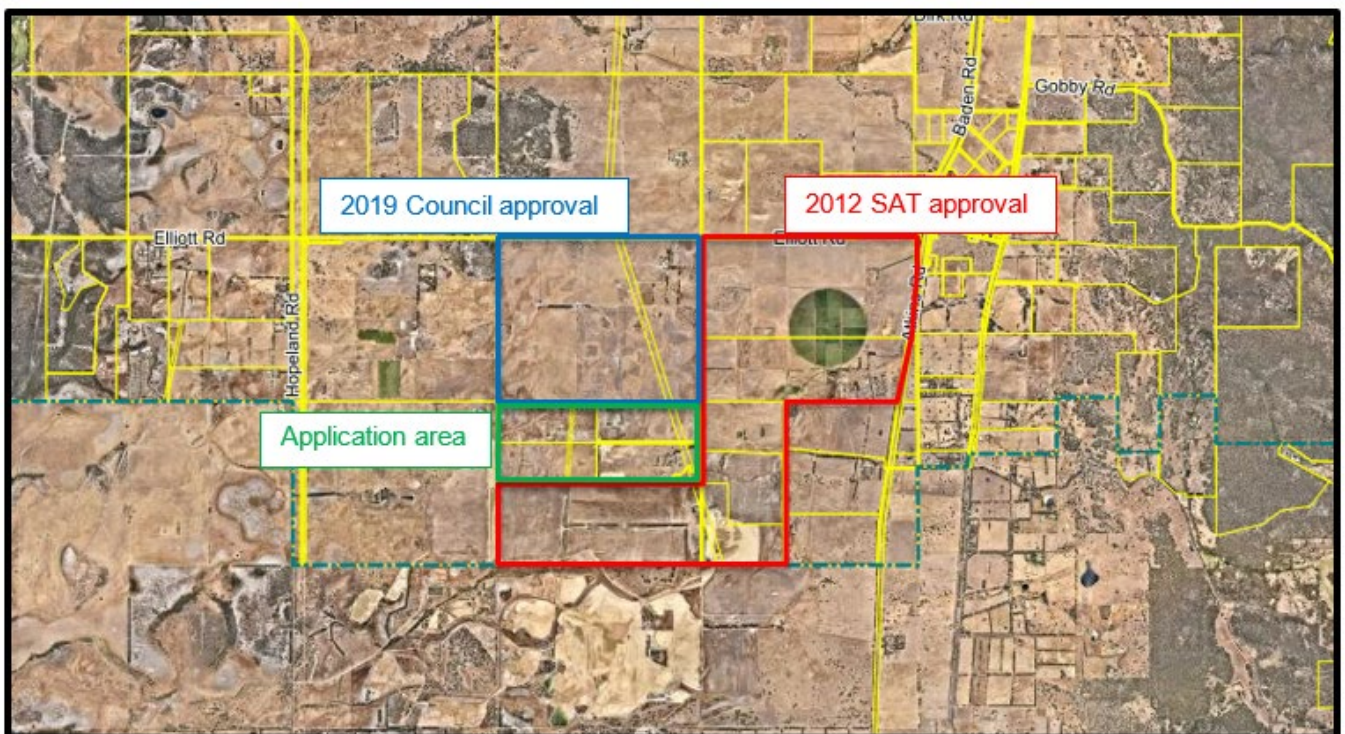 Dirk Rd
Gobby Rd
Baden Rd
2019 Council approval
2012 SAT approval
Elliott Rd
Elliott Rd
Hopeland Rd
Application area